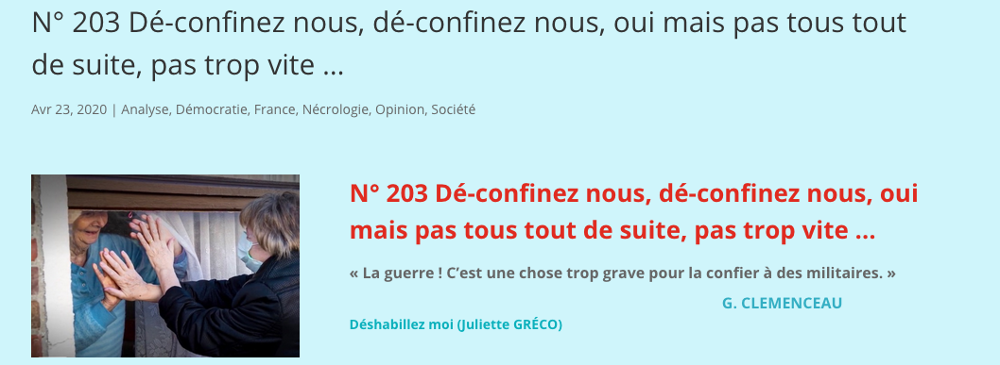 N° 203 Dé-confinez nous, dé-confinez nous, oui mais pas tous tout
de suite, pas trop vite ...
Avr 23, 2020 | Analyse, Démocratie, France, Nécrologie, Opinion, Société
N° 203 Dé-confinez nous, dé-confinez nous, oui
mais pas tous tout de suite, pas trop vite ...
« La guerre ! C’est une chose trop grave pour la confier à des militaires. »
G. CLEMENCEAU
Déshabillez moi (Juliette GRÉCO)